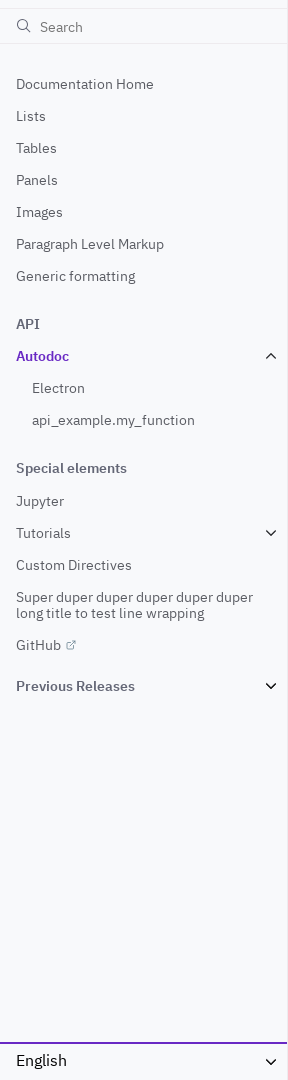 Search
Documentation Home
Lists
Tables
Panels
Images
Paragraph Level Markup
Generic formatting
API
Autodoc
Electron
api_example.my_function
Special elements
Jupyter
Tutorials
Custom Directives
Super duper duper duper duper duper
long title to test line wrapping
GitHub
Previous Releases
English